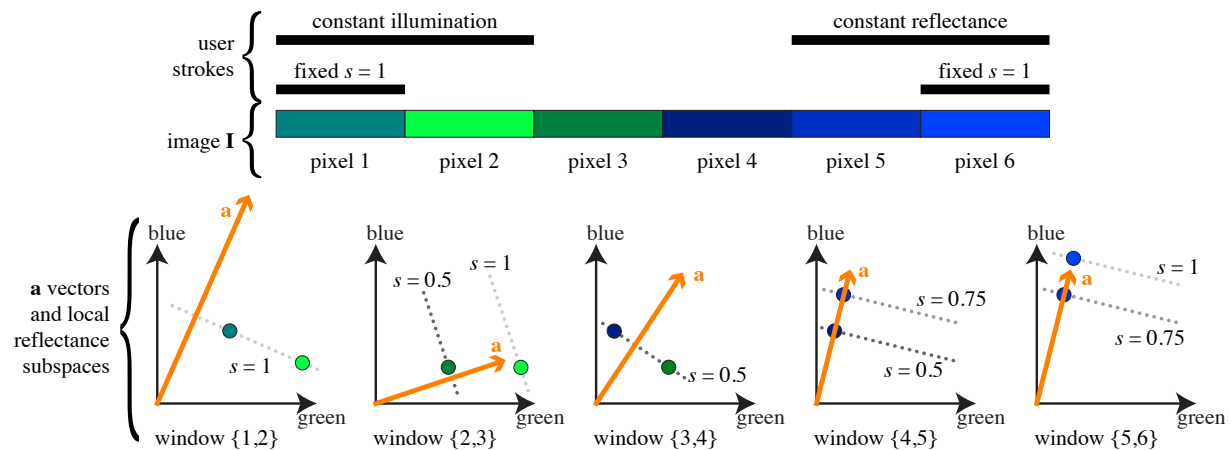 constant illumination
constant reflectance
user
strokes
fixed s = 1
fixed s = 1
image I
pixel 1
pixel 2
pixel 3
pixel 4
pixel 5
pixel 6
a vectors
and local
reflectance
subspaces
blue
a
s = 1
green
window {1,2}
blue
s = 0.5
s = 1
a
green
window {2,3}
blue
a
s = 0.5
green
window {3,4}
blue
a
s = 0.75
s = 0.5
green
window {4,5}
blue
a
s = 1
s = 0.75
green
window {5,6}